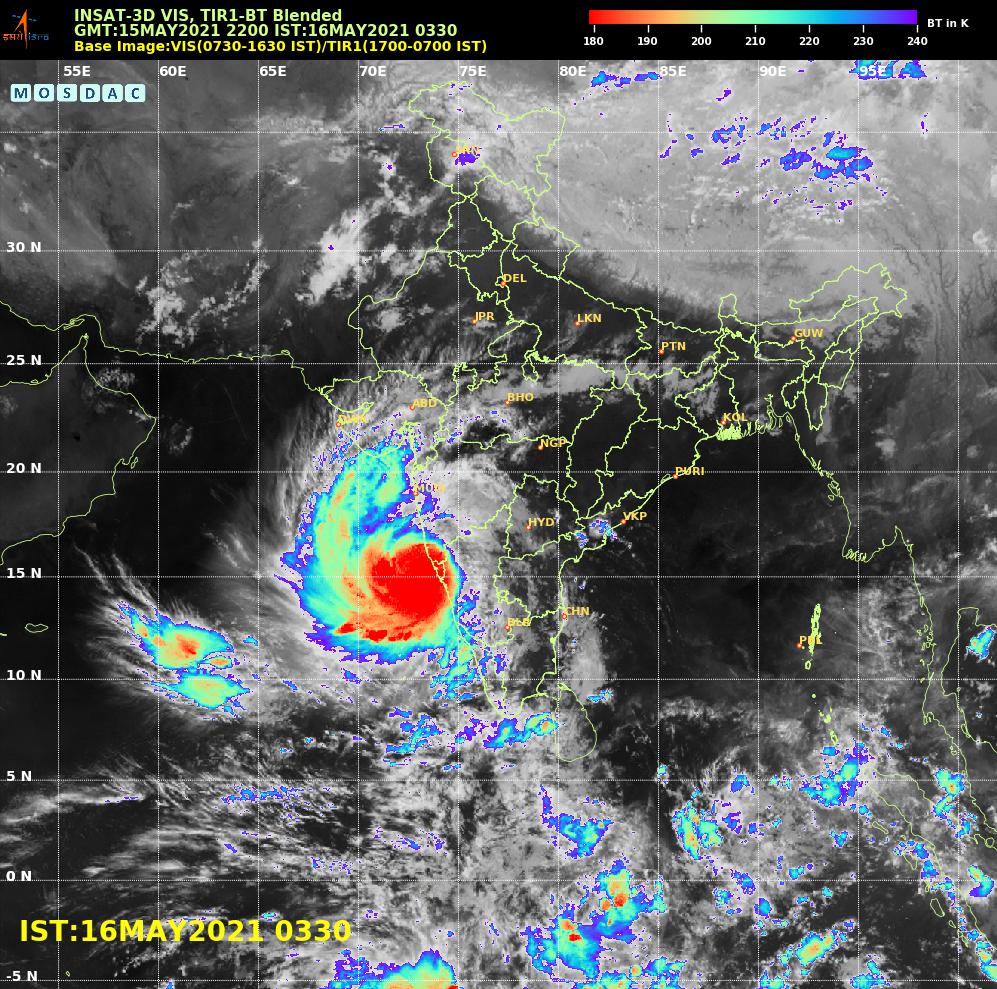 INSAT-3D VIS, TIR1-BT Blended
GMT:15MAY2021 2200 IST:16MAY2021 0330
Base Image:VIS(0730-1630 IST)/TIR1(1700-0700 IST)
BT in K
180 190 200 210 220 230 240
55E 60E 65E 70E 75E 80E 85E 90E 95E
MOSDAC
30 N
DEL
JPR
LKN
GUW
PTN
25 N
BHO
ABD
KOL
NGP
20 N
PURI
MUM
VKP
HYD
15 N
CHN
BLR
10 N
5 N
0 N
IST:16MAY2021 0330
-5 N